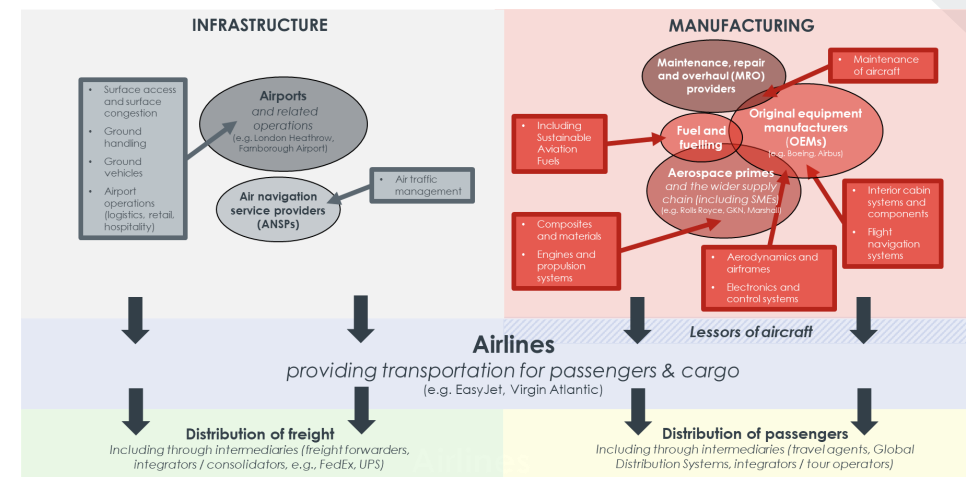 INFRASTRUCTURE
• Surface access
and surface
congestion
• Ground
handling
• Ground
vehicles
• Airport
operations
(logistics, retail,
hospitality)
Airports
and related
operations
(e.g. London Heathrow,
Farnborough Airport)
Air navigation
service providers
(ANSPs)
• Air traffic
management
MANUFACTURING
Maintenance, repair
and overhaul (MRO)
providers
• Maintenance
of aircraft
• Including
Sustainable
Aviation
Fuels
Fuel and
fuelling
Original equipment
manufacturers
(OEMs)
(e.g. Boeing, Airbus)
Aerospace primes
and the wider supply
chain (including SMEs)
(e.g. Rolls Royce, GKN, Marshall)
• Composites
and materials
• Engines and
propulsion
systems
• Aerodynamics and
airframes
• Electronics and
control systems
• Interior cabin
systems and
components
• Flight
navigation
systems
Lessors of aircraft
Airlines
providing transportation for passengers & cargo
(e.g. EasyJet, Virgin Atlantic)
Distribution of freight
Including through intermediaries (freight forwarders,
integrators / consolidators, e.g., FedEx, UPS)
Airlines
Distribution of passengers
Including through intermediaries (travel agents, Global
Distribution Systems, integrators / tour operators)